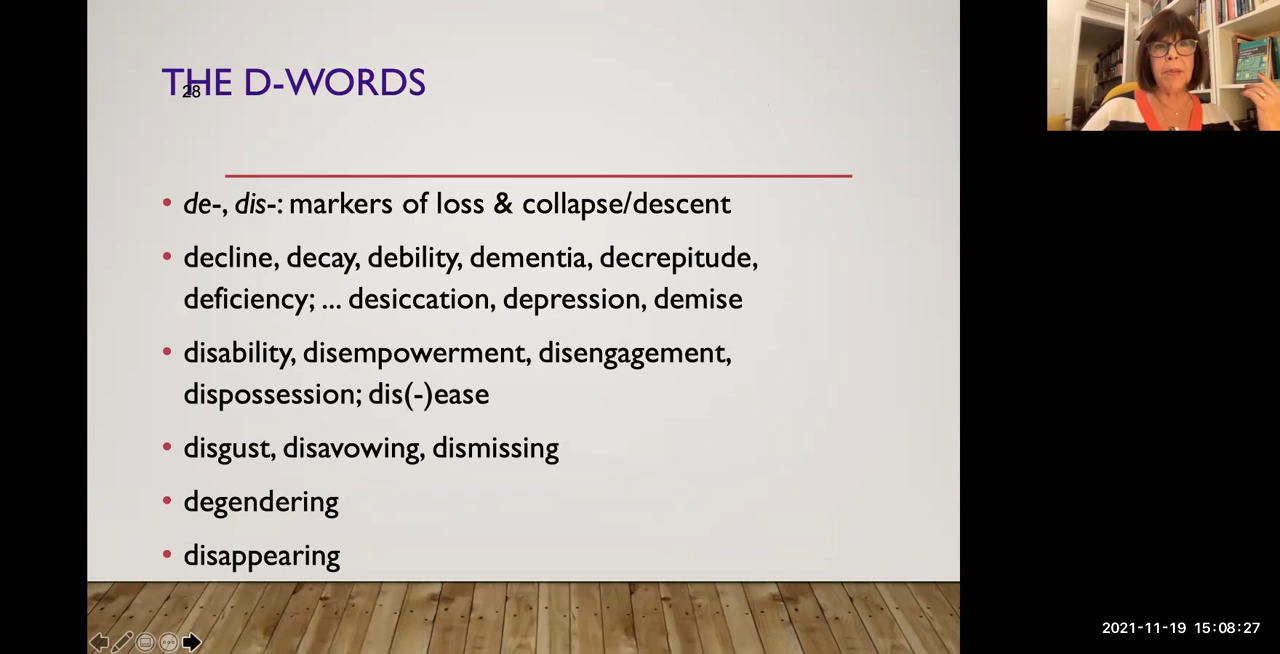 THE D-WORDS
28
• de-, dis-: markers of loss & collapse/descent
• decline, decay, debility, dementia, decrepitude,
deficiency; ... desiccation, depression, demise
• disability, disempowerment, disengagement,
dispossession; dis(-)ease
• disgust, disavowing, dismissing
• degendering
• disappearing
2021-11-19 15:08:27